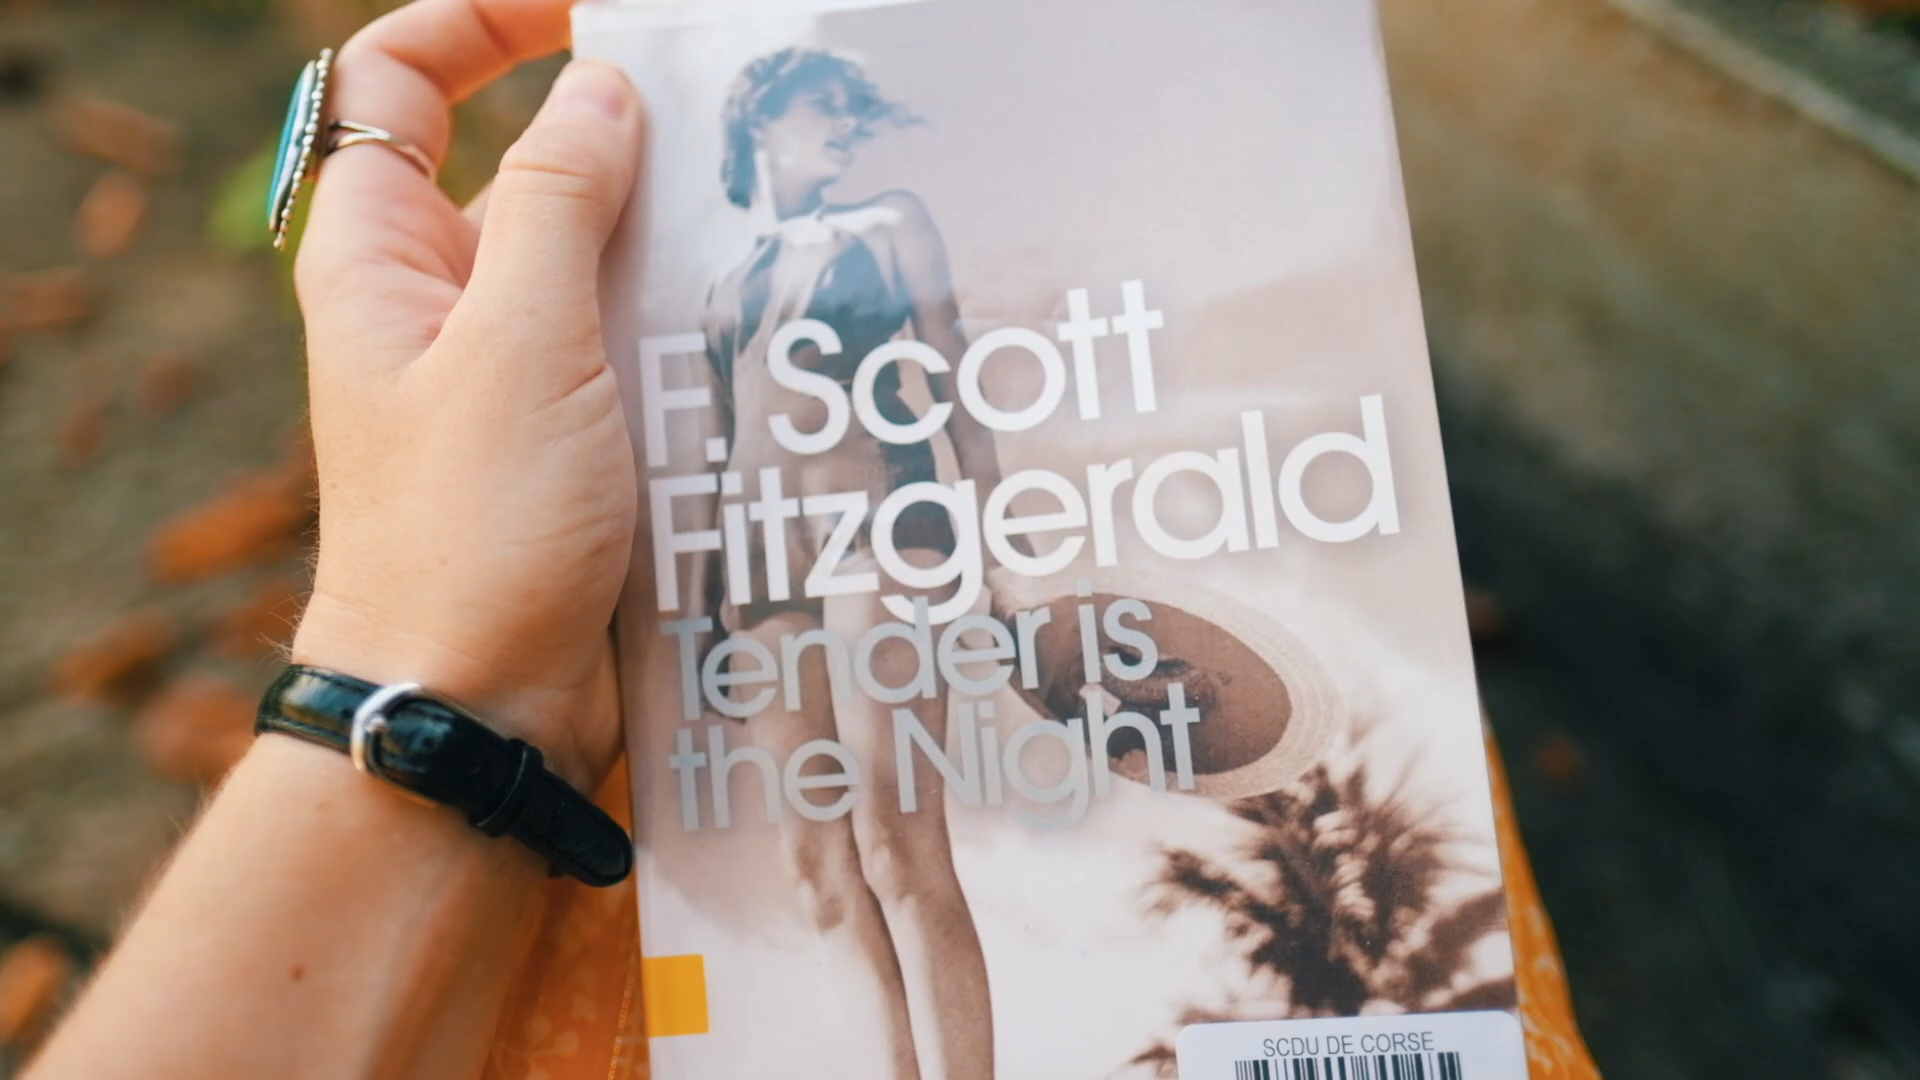 F. Scott
Fitzgerald
Tender is
the Night
SCDU DE CORSE